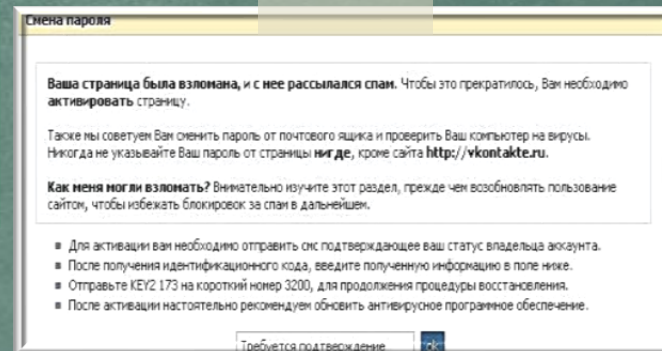 Смена пароля
Ваша страница была взломана, и с нее рассылался спам. Чтобы это прекратилось, Вам необходимо
активировать страницу.
Также мы советуем Вам сменить пароль от почтового ящика и проверить Ваш компьютер на вирусы.
Никогда не указывайте Ваш пароль от страницы нигде, кроме сайта http://vkontakte.ru.
Как меня могли взломать? Внимательно изучите этот раздел, прежде чем возобновлять пользование
сайтом, чтобы избежать блокировок за спам в дальнейшем.
Для активации вам необходимо отправить смс подтверждающее ваш статус владельца аккаунта.
После получения идентификационного кода, введите полученную информацию в поле ниже.
Отправьте KEY2 173 на короткий номер 3200, для продолжения процедуры восстановления.
После активации настоятельно рекомендуем обновить антивирусное программное обеспечение.
Требуется подтверждение ok